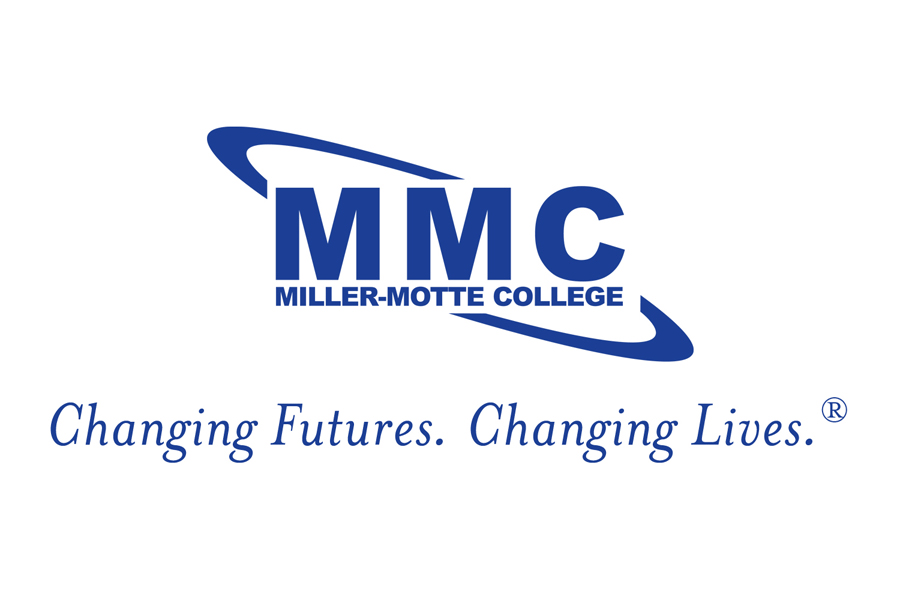 MMC
MILLER-MOTTE COLLEGE
Changing Futures. Changing Lives.®